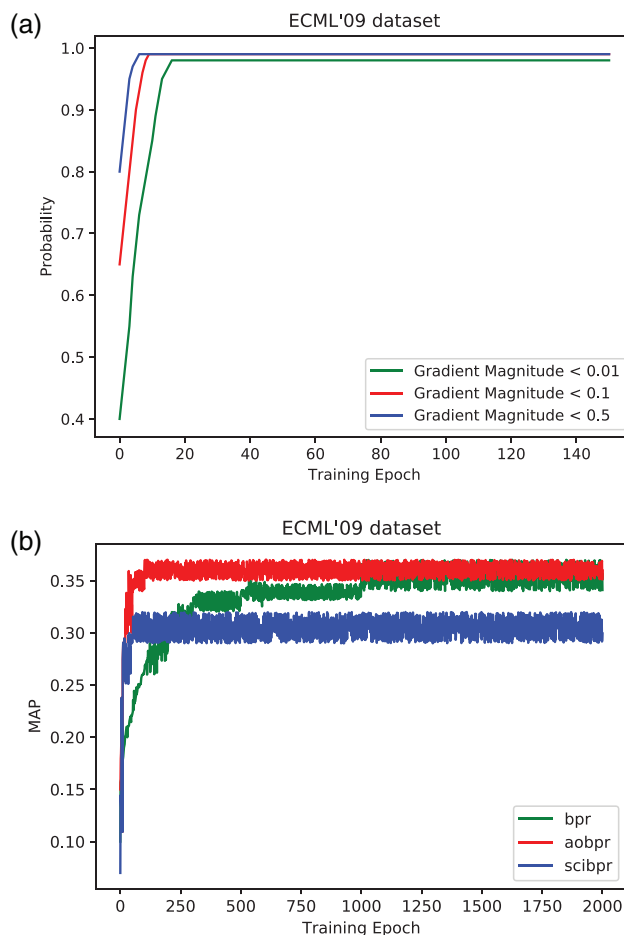 (a)
ECML'09 dataset
1.0
0.9
0.8
0.7
0.6
0.5
0.4
Probability
Gradient Magnitude < 0.01
Gradient Magnitude < 0.1
Gradient Magnitude < 0.5
0 20 40 60 80 100 120 140
Training Epoch
(b)
ECML'09 dataset
0.35
0.30
0.25
0.20
0.15
0.10
MAP
bpr
aobpr
scibpr
0 250 500 750 1000 1250 1500 1750 2000
Training Epoch